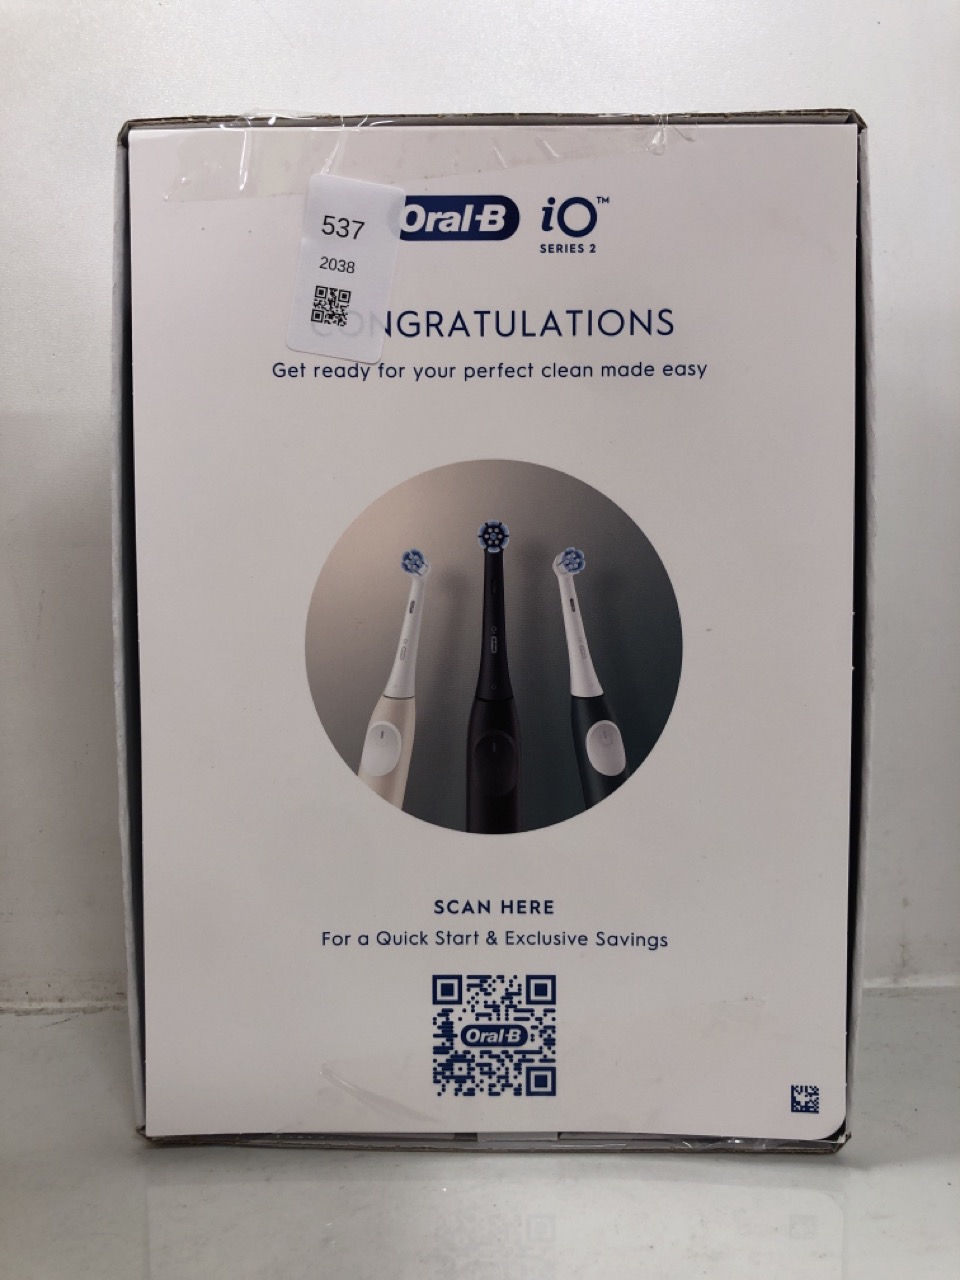 537
2038
Oral-B iO™
SERIES 2
CONGRATULATIONS
Get ready for your perfect clean made easy
SCAN HERE
For a Quick Start & Exclusive Savings
Oral-B